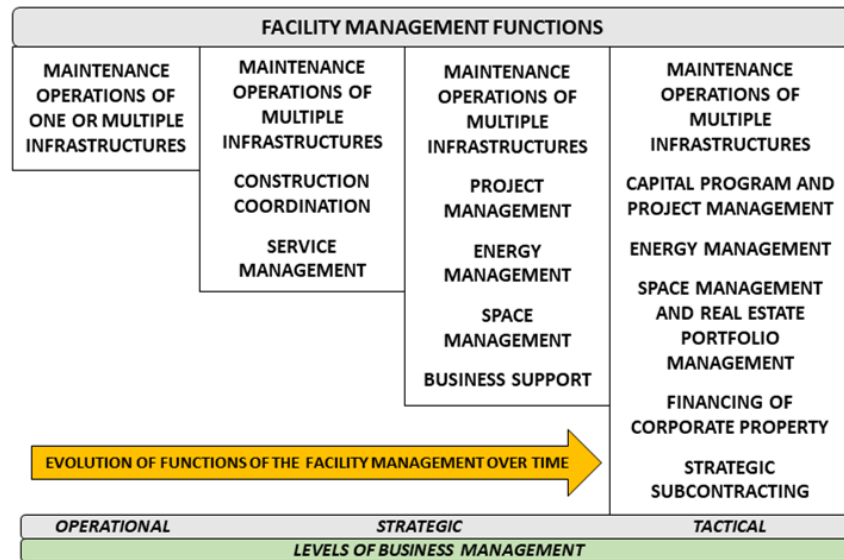 FACILITY MANAGEMENT FUNCTIONS
MAINTENANCE
OPERATIONS OF
ONE OR MULTIPLE
INFRASTRUCTURES
MAINTENANCE
OPERATIONS OF
MULTIPLE
INFRASTRUCTURES
CONSTRUCTION
COORDINATION
SERVICE
MANAGEMENT
MAINTENANCE
OPERATIONS OF
MULTIPLE
INFRASTRUCTURES
PROJECT
MANAGEMENT
ENERGY
MANAGEMENT
SPACE
MANAGEMENT
BUSINESS SUPPORT
MAINTENANCE
OPERATIONS OF
MULTIPLE
INFRASTRUCTURES
CAPITAL PROGRAM AND
PROJECT MANAGEMENT
ENERGY MANAGEMENT
SPACE MANAGEMENT
AND REAL ESTATE
PORTFOLIO
MANAGEMENT
FINANCING OF
CORPORATE PROPERTY
STRATEGIC
SUBCONTRACTING
EVOLUTION OF FUNCTIONS OF THE FACILITY MANAGEMENT OVER TIME
OPERATIONAL STRATEGIC TACTICAL
LEVELS OF BUSINESS MANAGEMENT